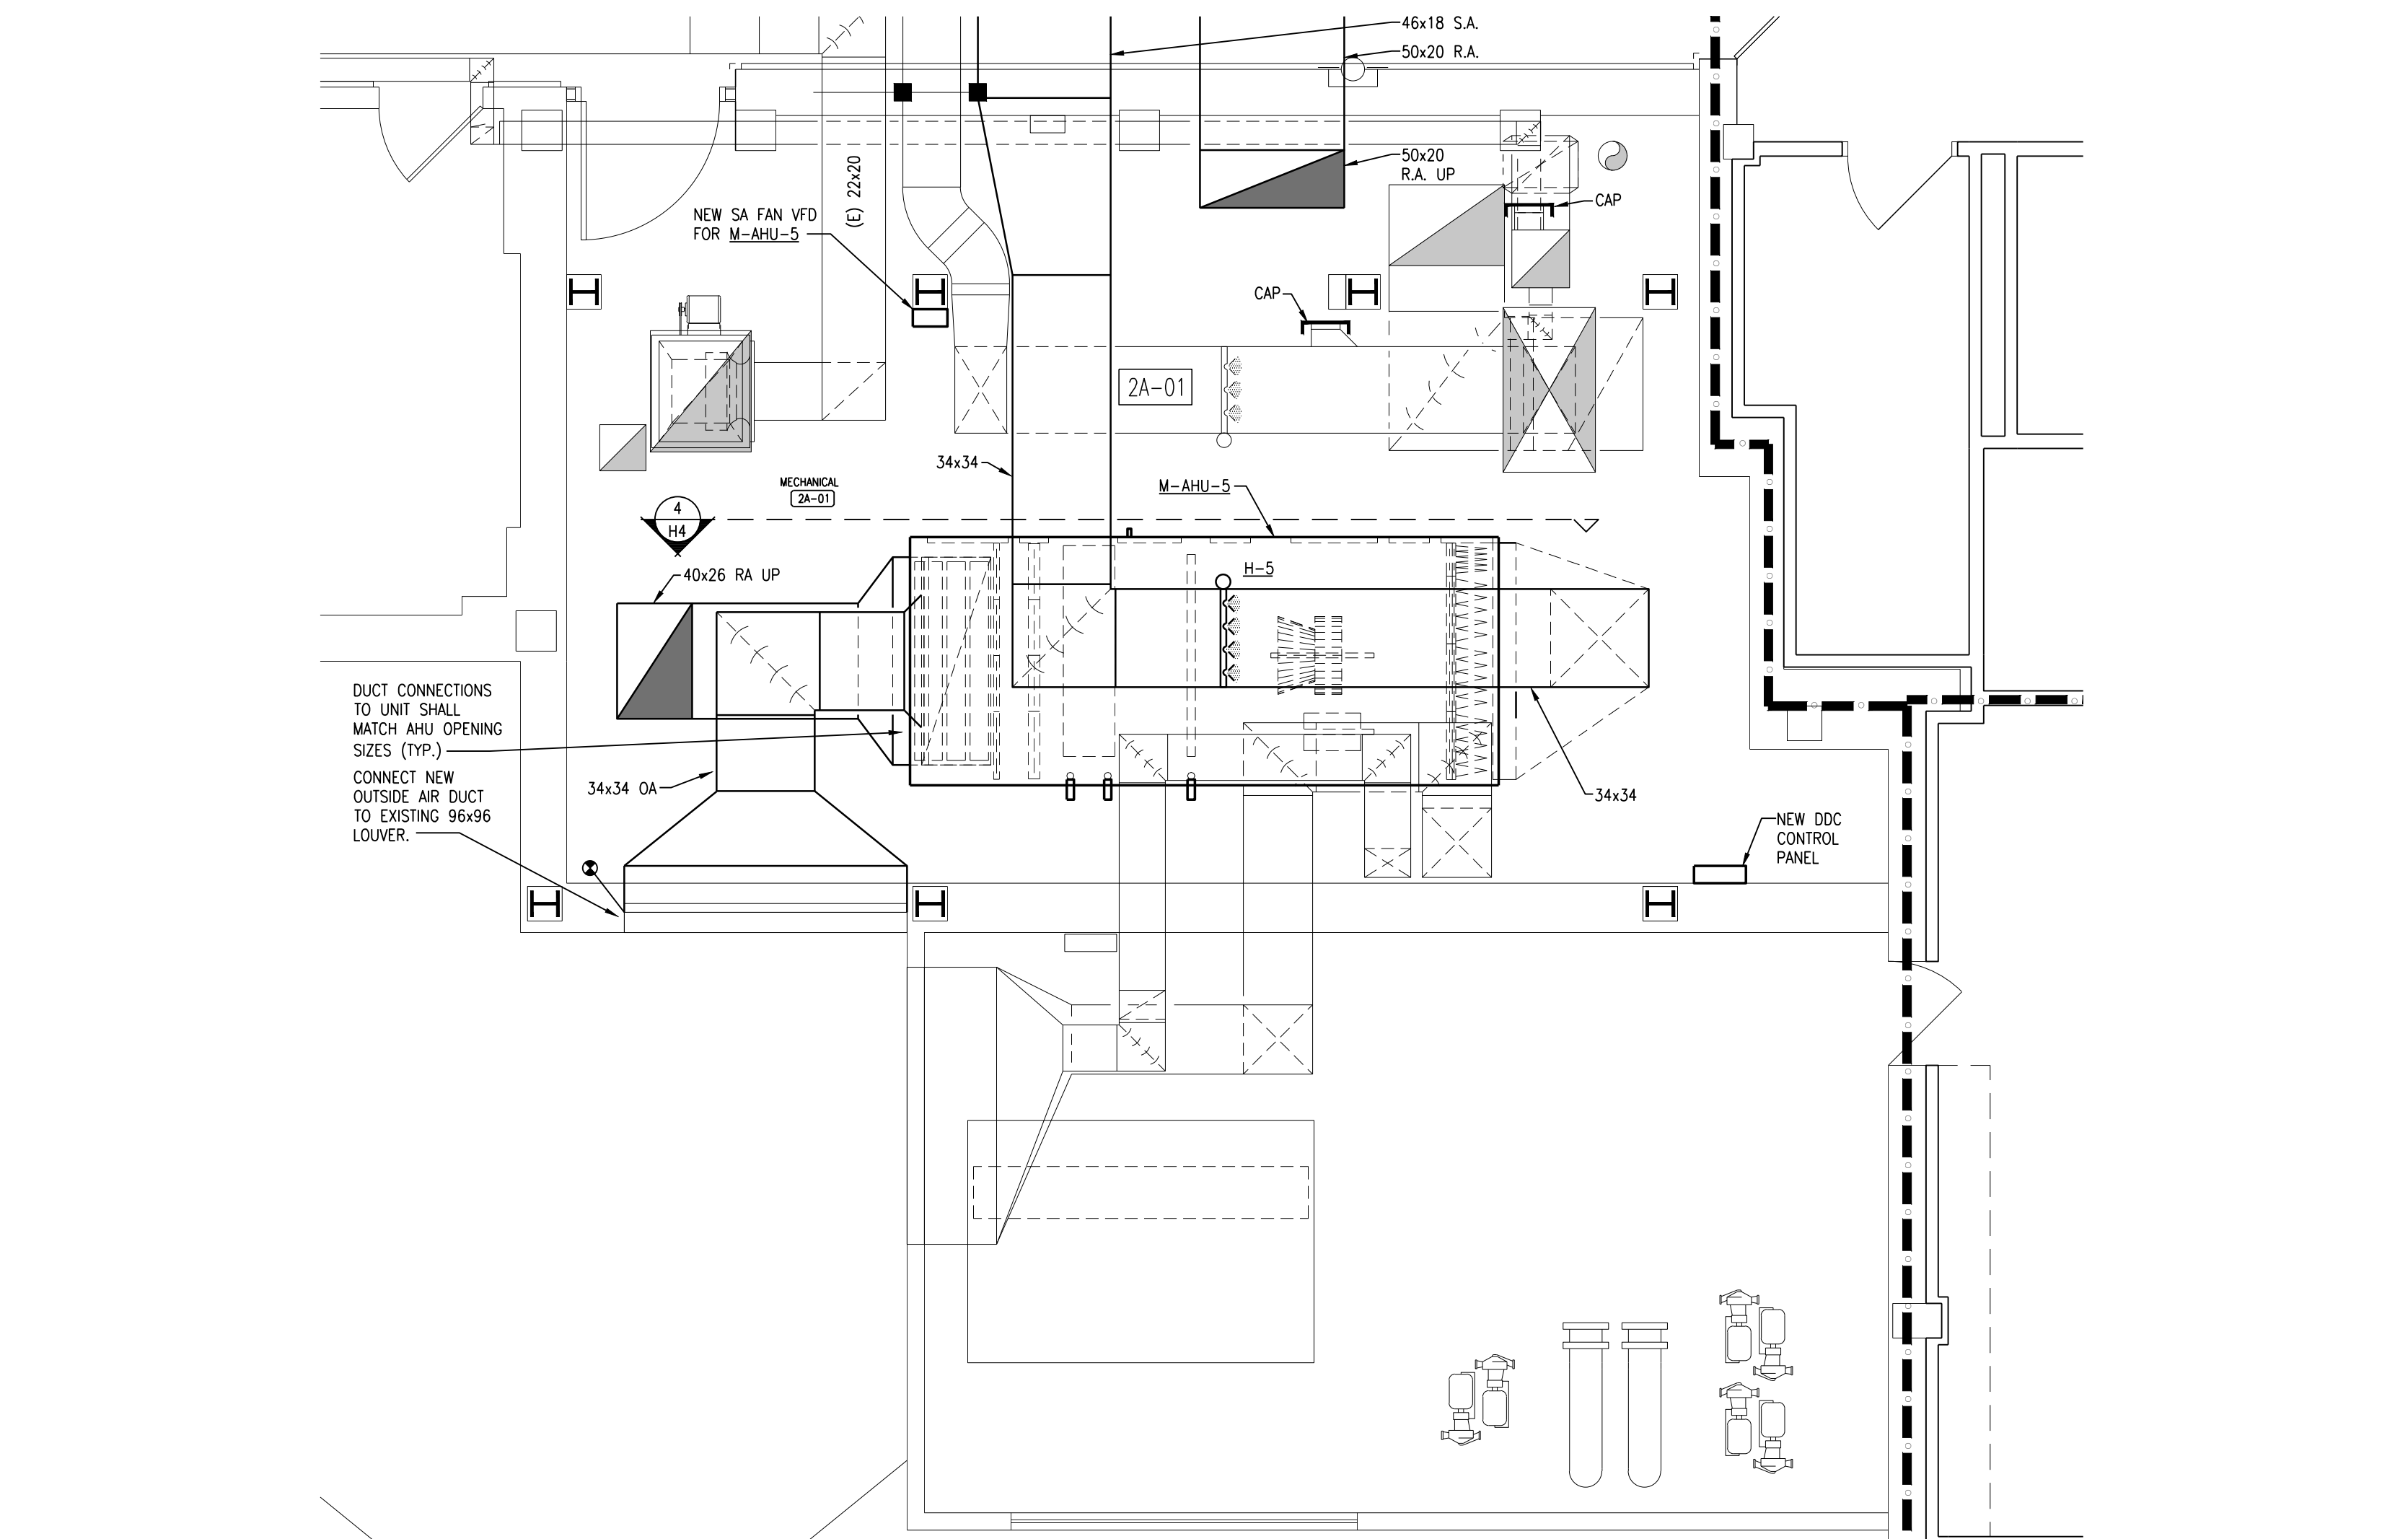 46x18 S.A.
50x20 R.A.
50x20
R.A. UP
CAP
(E) 22x20
NEW SA FAN VFD
FOR M-AHU-5
CAP
2A-01
34x34
MECHANICAL
2A-01
M-AHU-5
4
H4
H-5
40x26 RA UP
DUCT CONNECTIONS
TO UNIT SHALL
MATCH AHU OPENING
SIZES (TYP.)
CONNECT NEW
OUTSIDE AIR DUCT
TO EXISTING 96x96
LOUVER.
34x34 OA
34x34
NEW DDC
CONTROL
PANEL